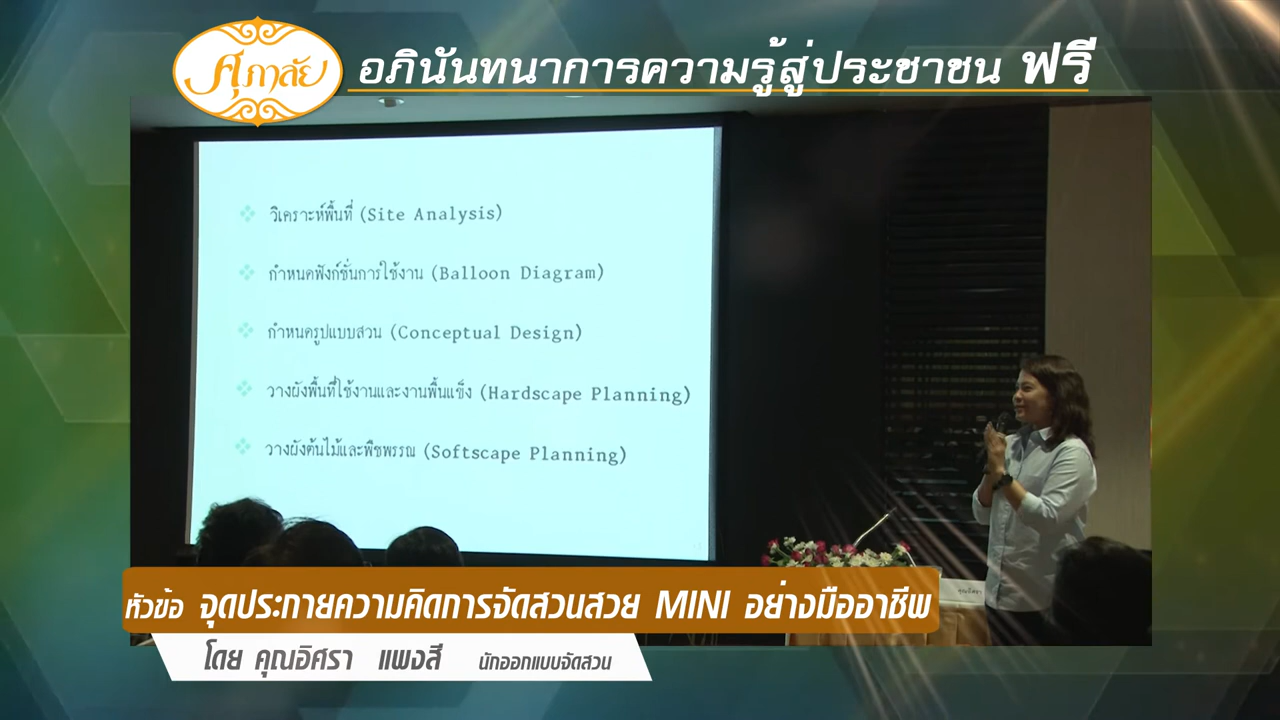 ศุภาลัย
อภินันทนาการความรู้สู่ประชาชน ฟรี
วิเคราะห์พื้นที่ (Site Analysis)
กำหนดฟังก์ชั่นการใช้งาน (Balloon Diagram)
กำหนดรูปแบบสวน (Conceptual Design)
วางผังพื้นที่ใช้งานและงานพื้นแข็ง (Hardscape Planning)
วางผังต้นไม้และพืชพรรณ (Softscape Planning)
คุณอิศรา
หัวข้อ จุดประกายความคิดการจัดสวนสวย MINI อย่างมืออาชีพ
โดย คุณอิศรา แพงสี นักออกแบบจัดสวน